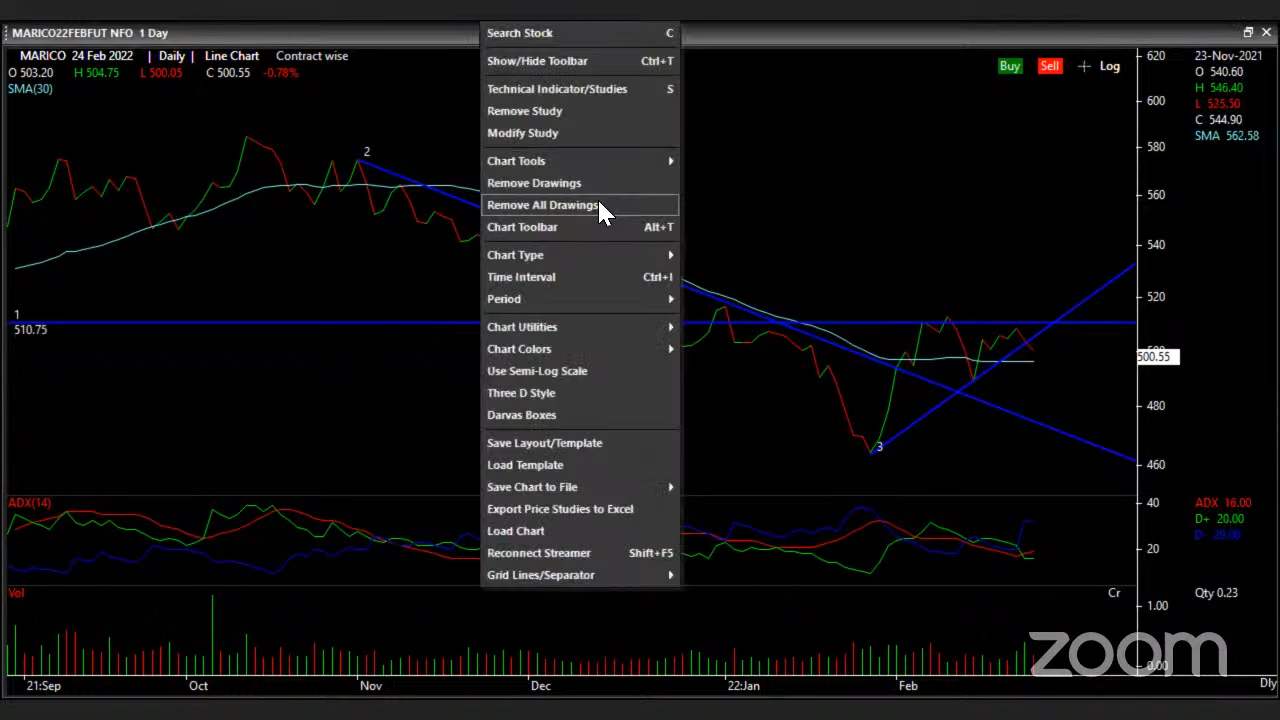 MARICO22FEBFUT NFO 1 Day
MARICO 24 Feb 2022 | Daily | Line Chart Contract wise
O 503.20 H 504.75 L 500.05 C 500.55 -0.78%
SMA(30)
Search Stock C
Show/Hide Toolbar Ctrl+T
Technical Indicator/Studies S
Remove Study
Modify Study
Chart Tools
Remove Drawings
Remove All Drawings
Chart Toolbar Alt+T
Chart Type
Time Interval Ctrl+I
Period
Chart Utilities
Chart Colors
Use Semi-Log Scale
Three D Style
Darvas Boxes
Save Layout/Template
Load Template
Save Chart to File
Export Price Studies to Excel
Load Chart
Reconnect Streamer Shift+F5
Grid Lines/Separator
Buy Sell Log
23-Nov-2021
O 540.60
H 546.40
L 535.50
C 544.90
SMA 562.58
620
600
580
560
540
520
500.55
480
460
2
1
510.75
3
ADX(14)
40
20
ADX 16.00
D+ 20.00
D- 29.00
Vol
Cr
1.00
0.00
Qty 0.23
zoom
21:Sep Oct Nov Dec 22:Jan Feb Dly